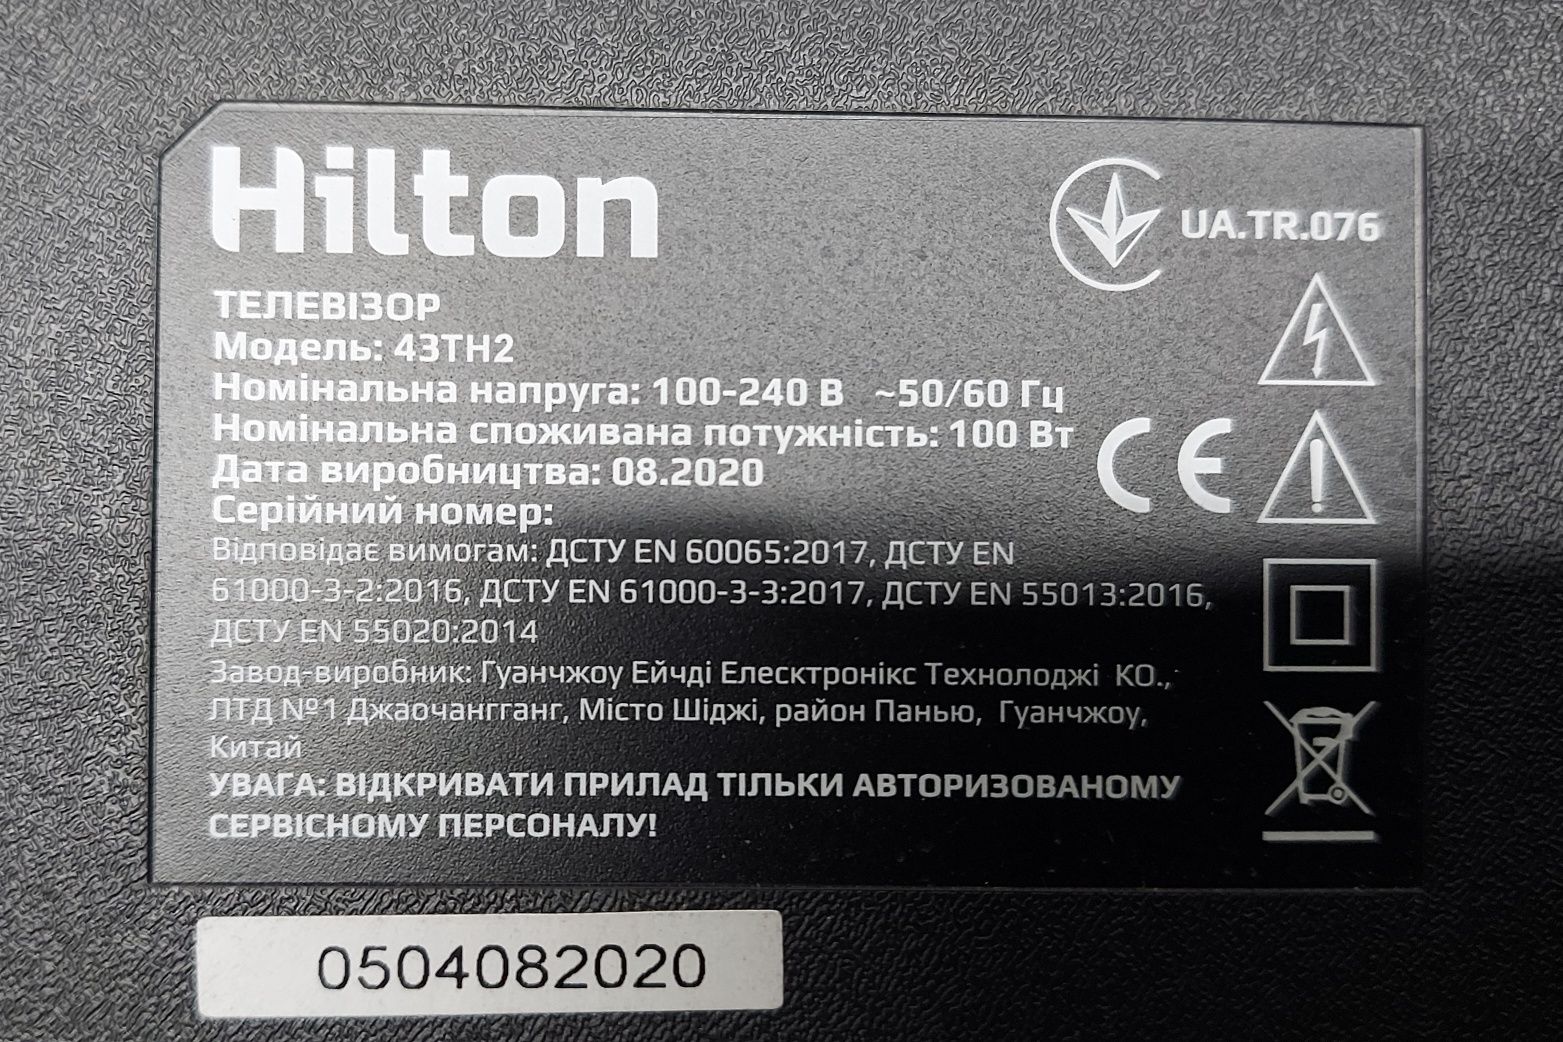 Hilton
UA.TR.076
ТЕЛЕВІЗОР
Модель: 43TH2
Номінальна напруга: 100-240 В ~50/60 Гц
Номінальна споживана потужність: 100 Вт
Дата виробництва: 08.2020
Серійний номер:
Відповідає вимогам: ДСТУ EN 60065:2017, ДСТУ EN
61000-3-2:2016, ДСТУ EN 61000-3-3:2017, ДСТУ EN 55013:2016,
ДСТУ EN 55020:2014
Завод-виробник: Гуанчжоу Ейчді Елесктронікс Технолоджі КО.,
ЛТД №1 Джаочангганг, Місто Шіджі, район Панью, Гуанчжоу,
Китай
УВАГА: ВІДКРИВАТИ ПРИЛАД ТІЛЬКИ АВТОРИЗОВАНОМУ
СЕРВІСНОМУ ПЕРСОНАЛУ!
CE
0504082020